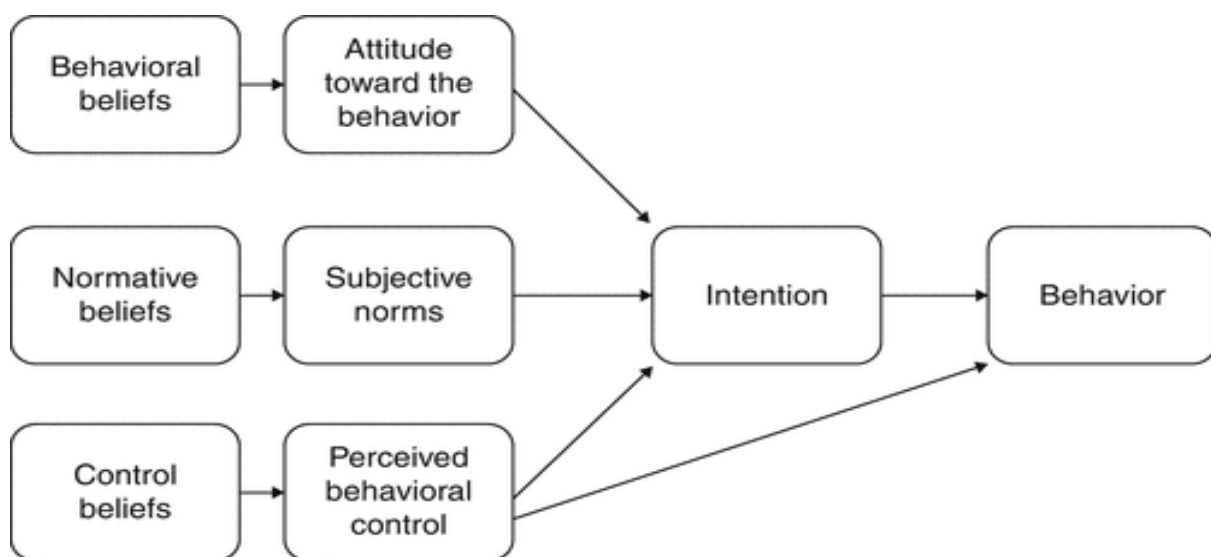 Behavioral
beliefs
Attitude
toward the
behavior
Normative
beliefs
Subjective
norms
Intention
Behavior
Control
beliefs
Perceived
behavioral
control